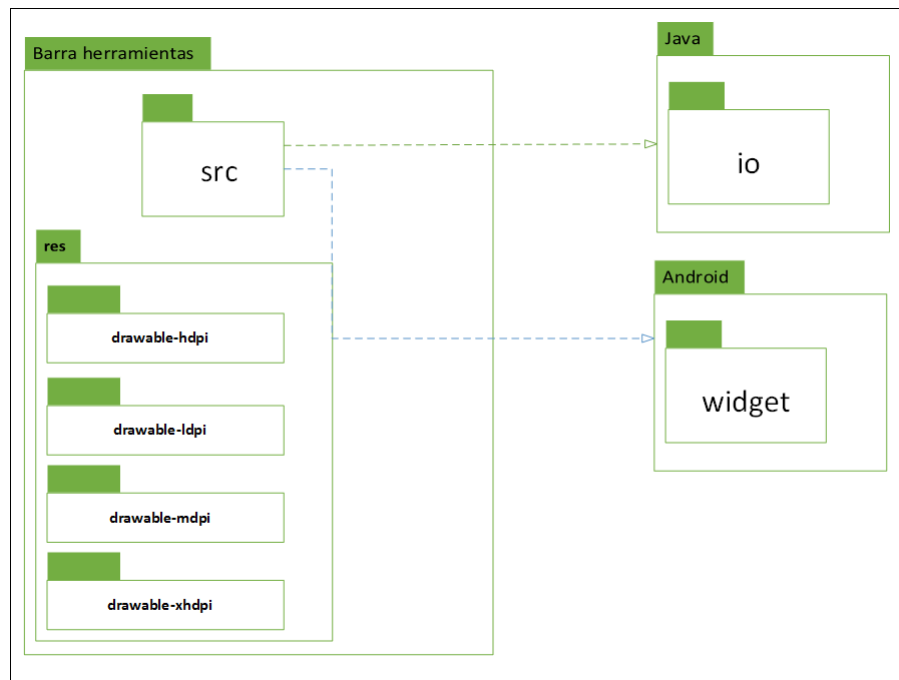 Barra herramientas
src
res
drawable-hdpi
drawable-ldpi
drawable-mdpi
drawable-xhdpi
Java
io
Android
widget